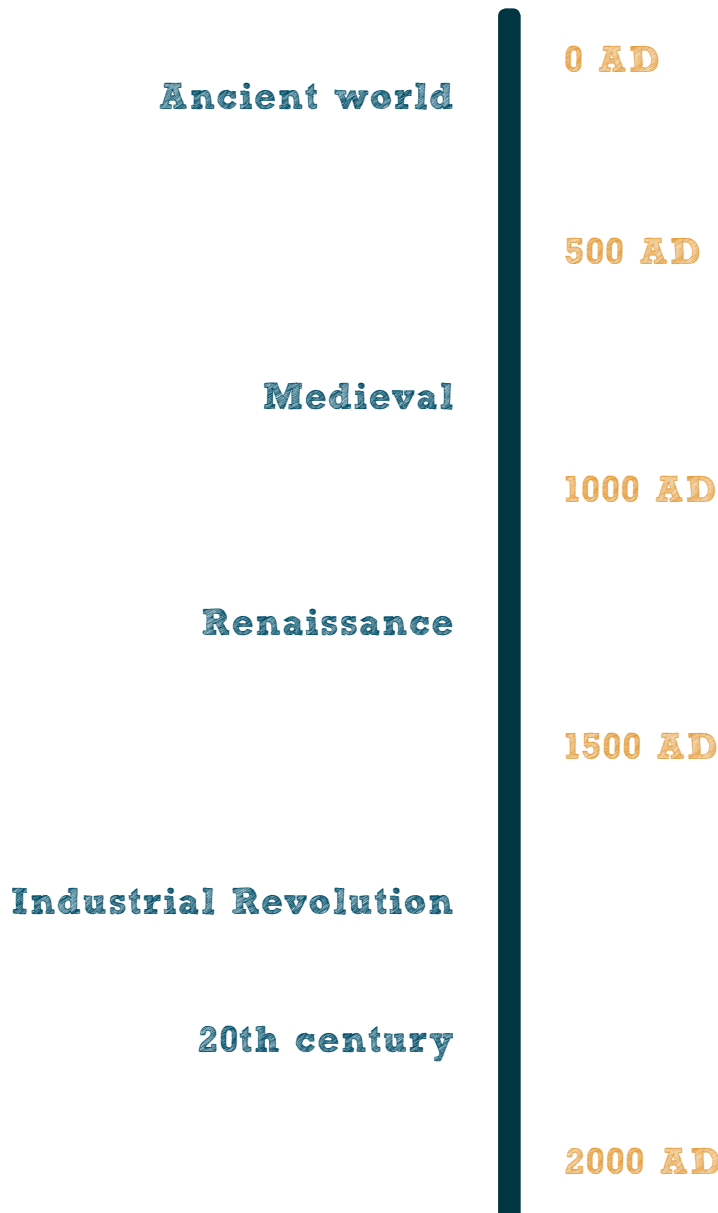 0 AD
Ancient world
500 AD
Medieval
1000 AD
Renaissance
1500 AD
Industrial Revolution
20th century
2000 AD